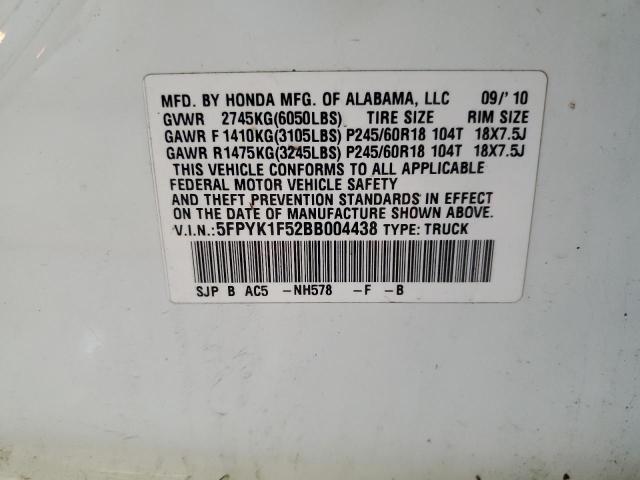 MFD. BY HONDA MFG. OF ALABAMA, LLC 09/' 10
GVWR 2745KG(6050LBS) TIRE SIZE RIM SIZE
GAWR F 1410KG(3105LBS) P245/60R18 104T 18X7.5J
GAWR R1475KG(3245LBS) P245/60R18 104T 18X7.5J
THIS VEHICLE CONFORMS TO ALL APPLICABLE
FEDERAL MOTOR VEHICLE SAFETY
AND THEFT PREVENTION STANDARDS IN EFFECT
ON THE DATE OF MANUFACTURE SHOWN ABOVE.
V.I.N.:5FPYK1F52BB004438 TYPE: TRUCK
SJP B AC5 -NH578 -F -B